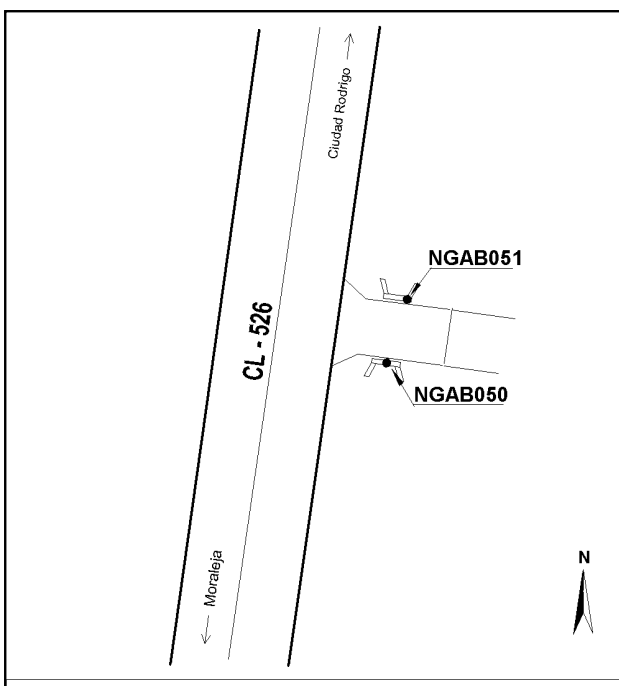 Ciudad Rodrigo
NGAB051
CL - 526
NGAB050
Moraleja
N